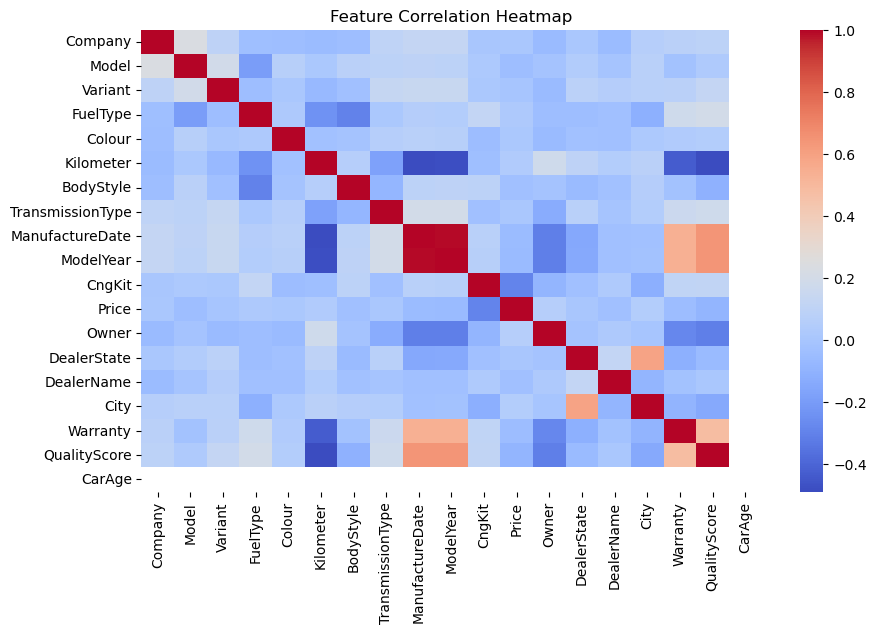 Feature Correlation Heatmap
Company
Model
Variant
FuelType
Colour
Kilometer
BodyStyle
TransmissionType
ManufactureDate
ModelYear
CngKit
Price
Owner
DealerState
DealerName
City
Warranty
QualityScore
CarAge
Company
Model
Variant
FuelType
Colour
Kilometer
BodyStyle
TransmissionType
ManufactureDate
ModelYear
CngKit
Price
Owner
DealerState
DealerName
City
Warranty
QualityScore
CarAge
1.0
0.8
0.6
0.4
0.2
0.0
−0.2
−0.4